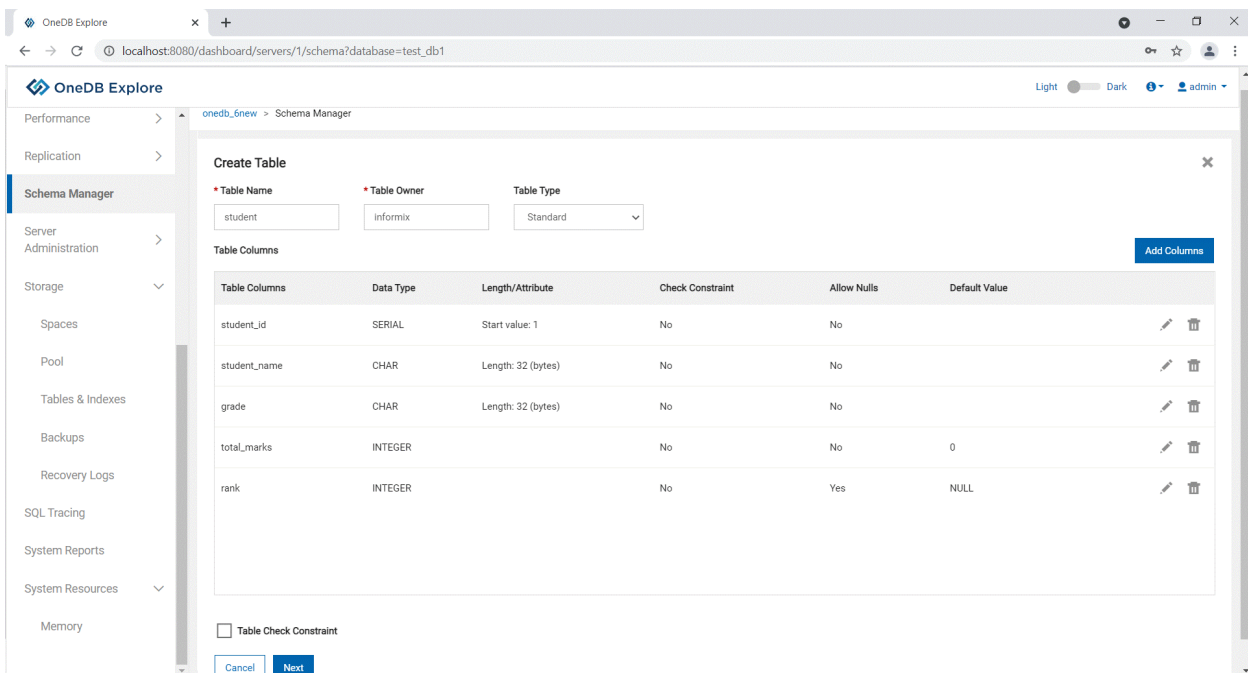 OneDB Explore
localhost:8080/dashboard/servers/1/schema?database=test_db1
OneDB Explore
Light Dark admin
Performance
Replication
Schema Manager
Server
Administration
Storage
Spaces
Pool
Tables & Indexes
Backups
Recovery Logs
SQL Tracing
System Reports
System Resources
Memory
onedb_6new > Schema Manager
Create Table
* Table Name * Table Owner Table Type
student informix Standard
Table Columns Add Columns
Table Columns Data Type Length/Attribute Check Constraint Allow Nulls Default Value
student_id SERIAL Start value: 1 No No
student_name CHAR Length: 32 (bytes) No No
grade CHAR Length: 32 (bytes) No No
total_marks INTEGER No No 0
rank INTEGER No Yes NULL
Table Check Constraint
Cancel Next